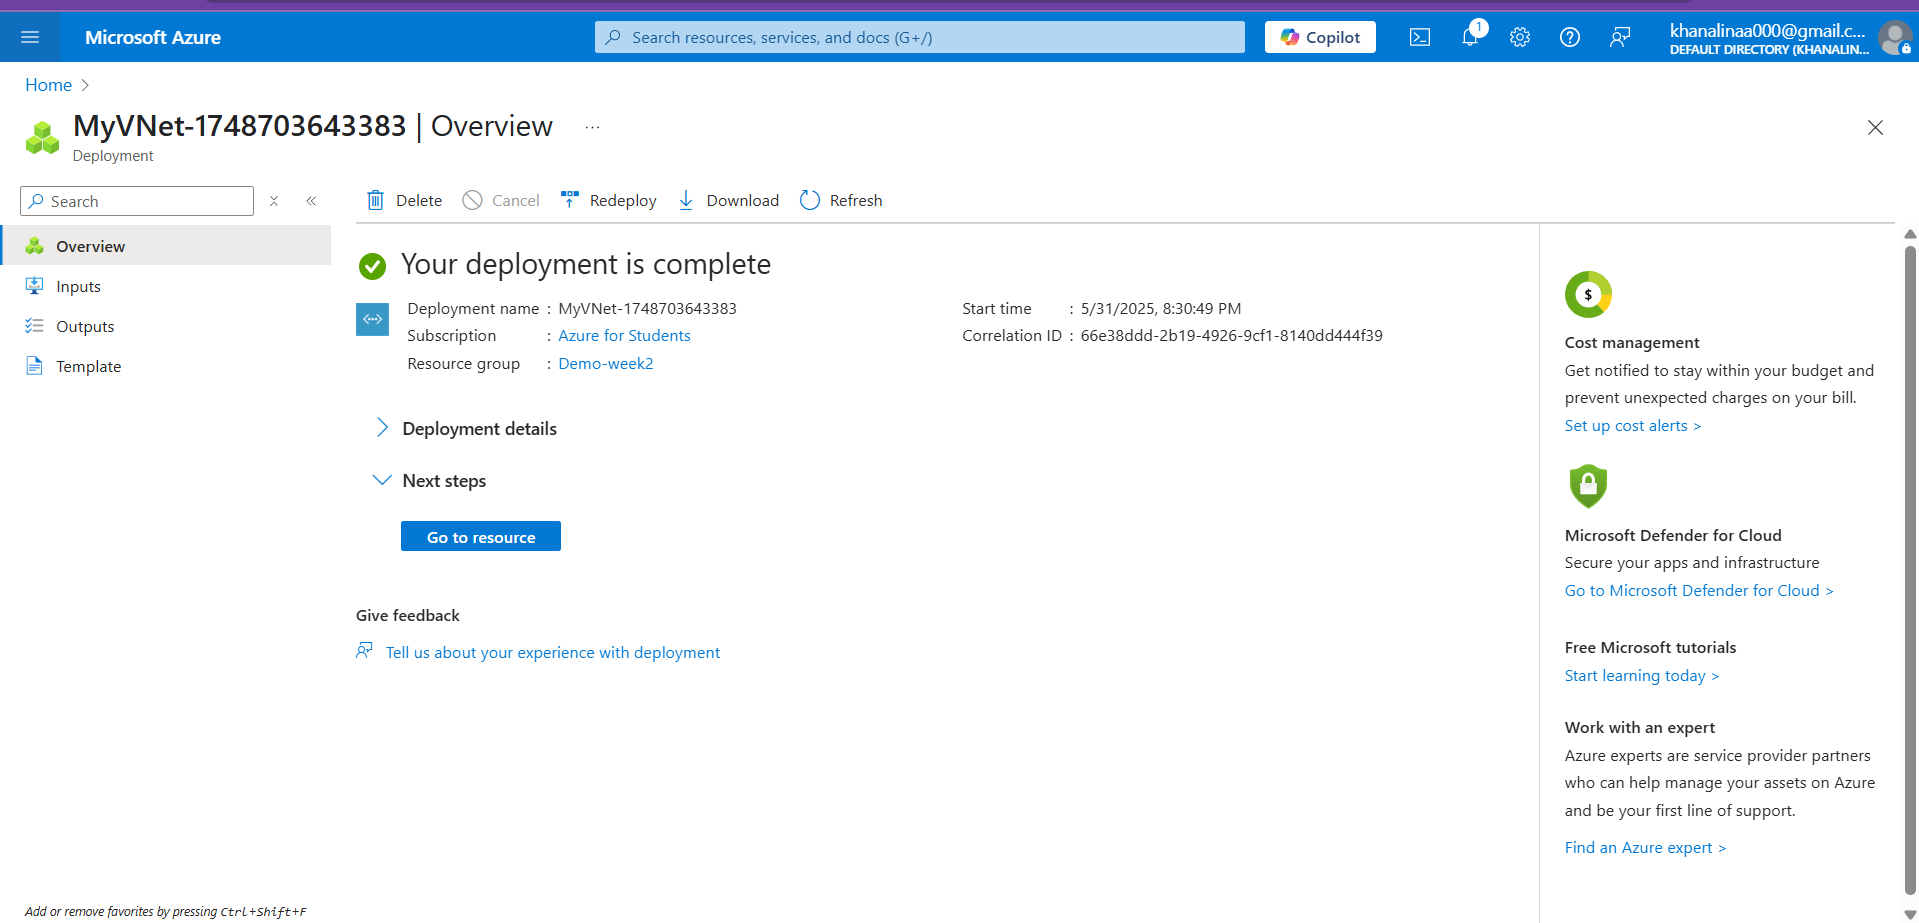 Microsoft Azure
Search resources, services, and docs (G+/)
Copilot
1
khanalinaa000@gmail.c...
DEFAULT DIRECTORY (KHANALIN...
Home
MyVNet-1748703643383 | Overview ...
Deployment
Search
Delete
Cancel
Redeploy
Download
Refresh
Overview
Inputs
Outputs
Template
Your deployment is complete
Deployment name : MyVNet-1748703643383
Subscription : Azure for Students
Resource group : Demo-week2
Start time : 5/31/2025, 8:30:49 PM
Correlation ID : 66e38ddd-2b19-4926-9cf1-8140dd444f39
Deployment details
Next steps
Go to resource
Give feedback
Tell us about your experience with deployment
$
Cost management
Get notified to stay within your budget and
prevent unexpected charges on your bill.
Set up cost alerts >
Microsoft Defender for Cloud
Secure your apps and infrastructure
Go to Microsoft Defender for Cloud >
Free Microsoft tutorials
Start learning today >
Work with an expert
Azure experts are service provider partners
who can help manage your assets on Azure
and be your first line of support.
Find an Azure expert >
Add or remove favorites by pressing Ctrl+Shift+F